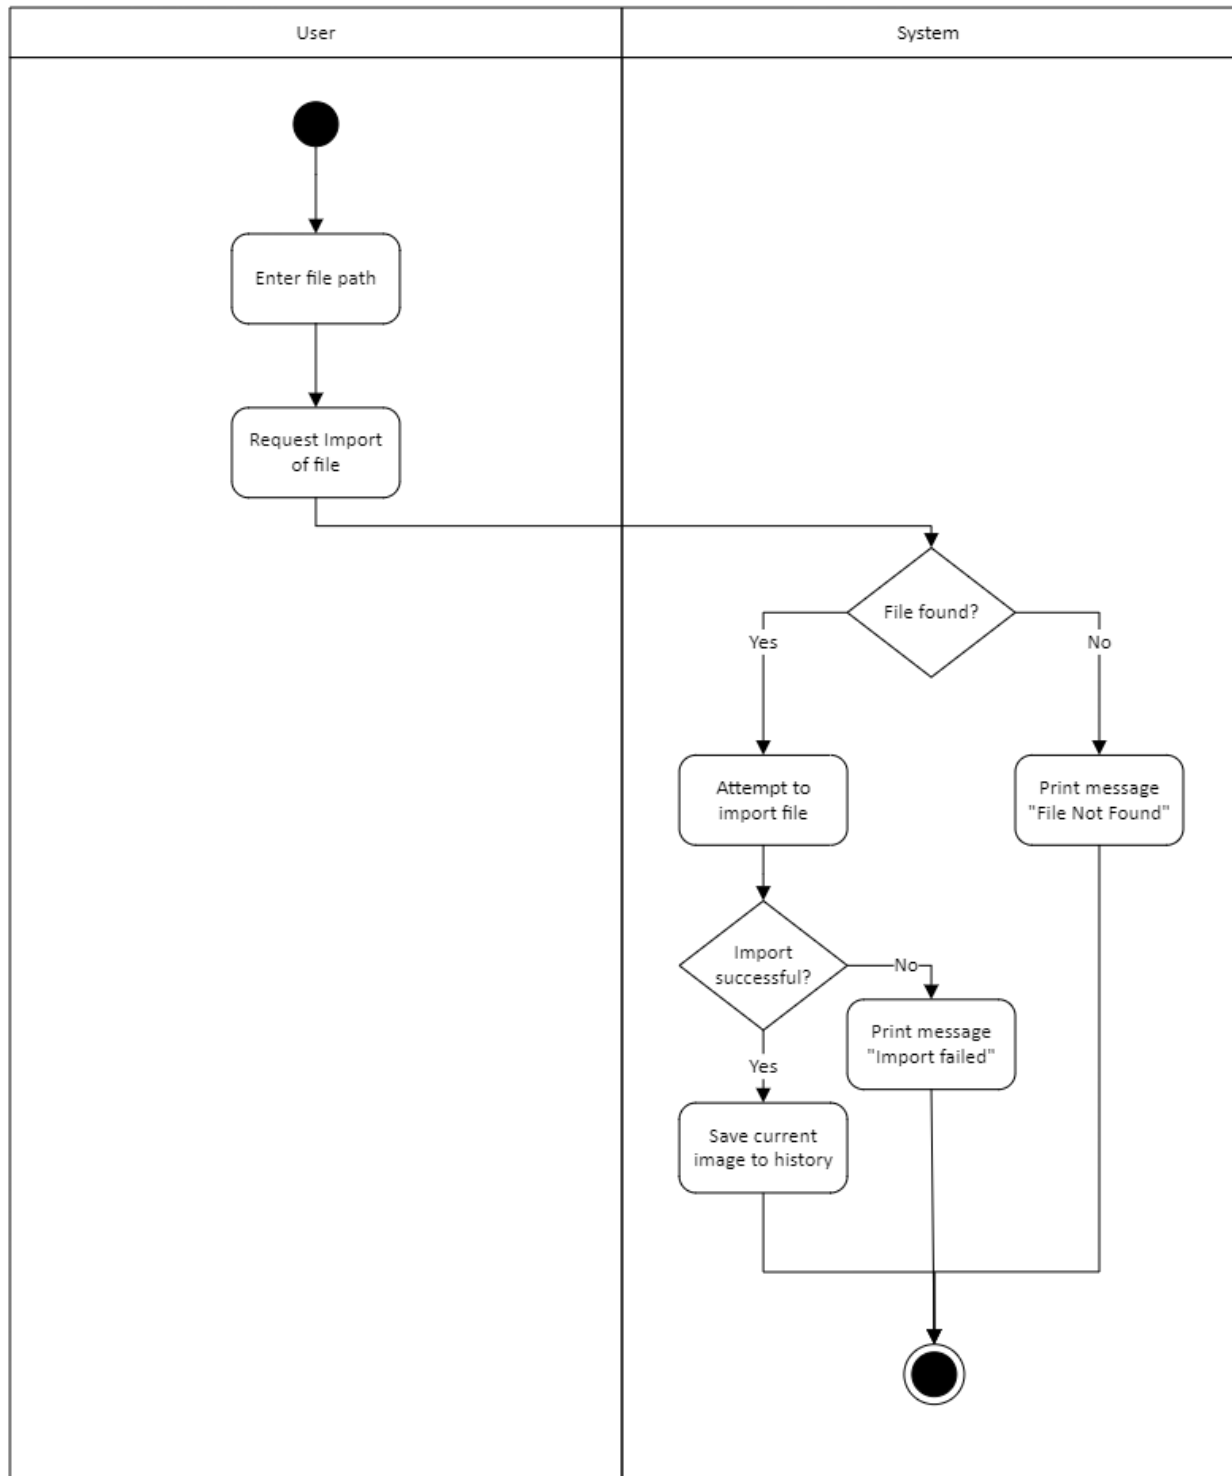 User
System
Enter file path
Request Import
of file
File found?
Yes
No
Attempt to
import file
Print message
"File Not Found"
Import
successful?
No
Print message
"Import failed"
Yes
Save current
image to history